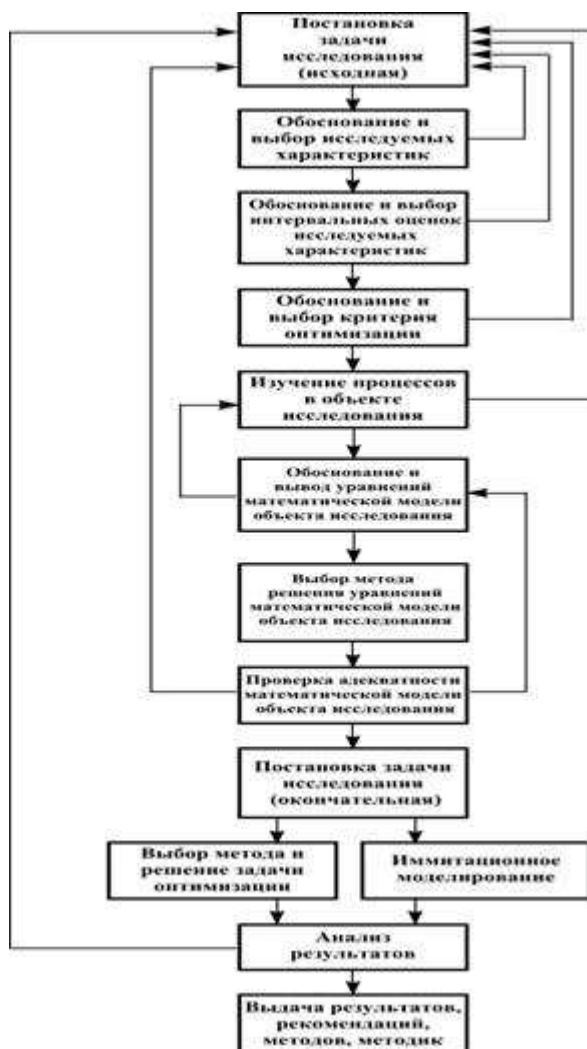 Постановка
задачи
исследования
(исходная)
Обоснование и
выбор исследуемых
характеристик
Обоснование и выбор
интервальных оценок
исследуемых
характеристик
Обоснование и
выбор критерия
оптимизации
Изучение процессов
в объекте
исследования
Обоснование и
вывод уравнений
математической модели
объекта исследования
Выбор метода
решения уравнений
математической модели
объекта исследования
Проверка адекватности
математической модели
объекта исследования
Постановка задачи
исследования
(окончательная)
Выбор метода и
решение задачи
оптимизации
Иммитационное
моделирование
Анализ
результатов
Выдача результатов,
рекомендаций,
методов, методик